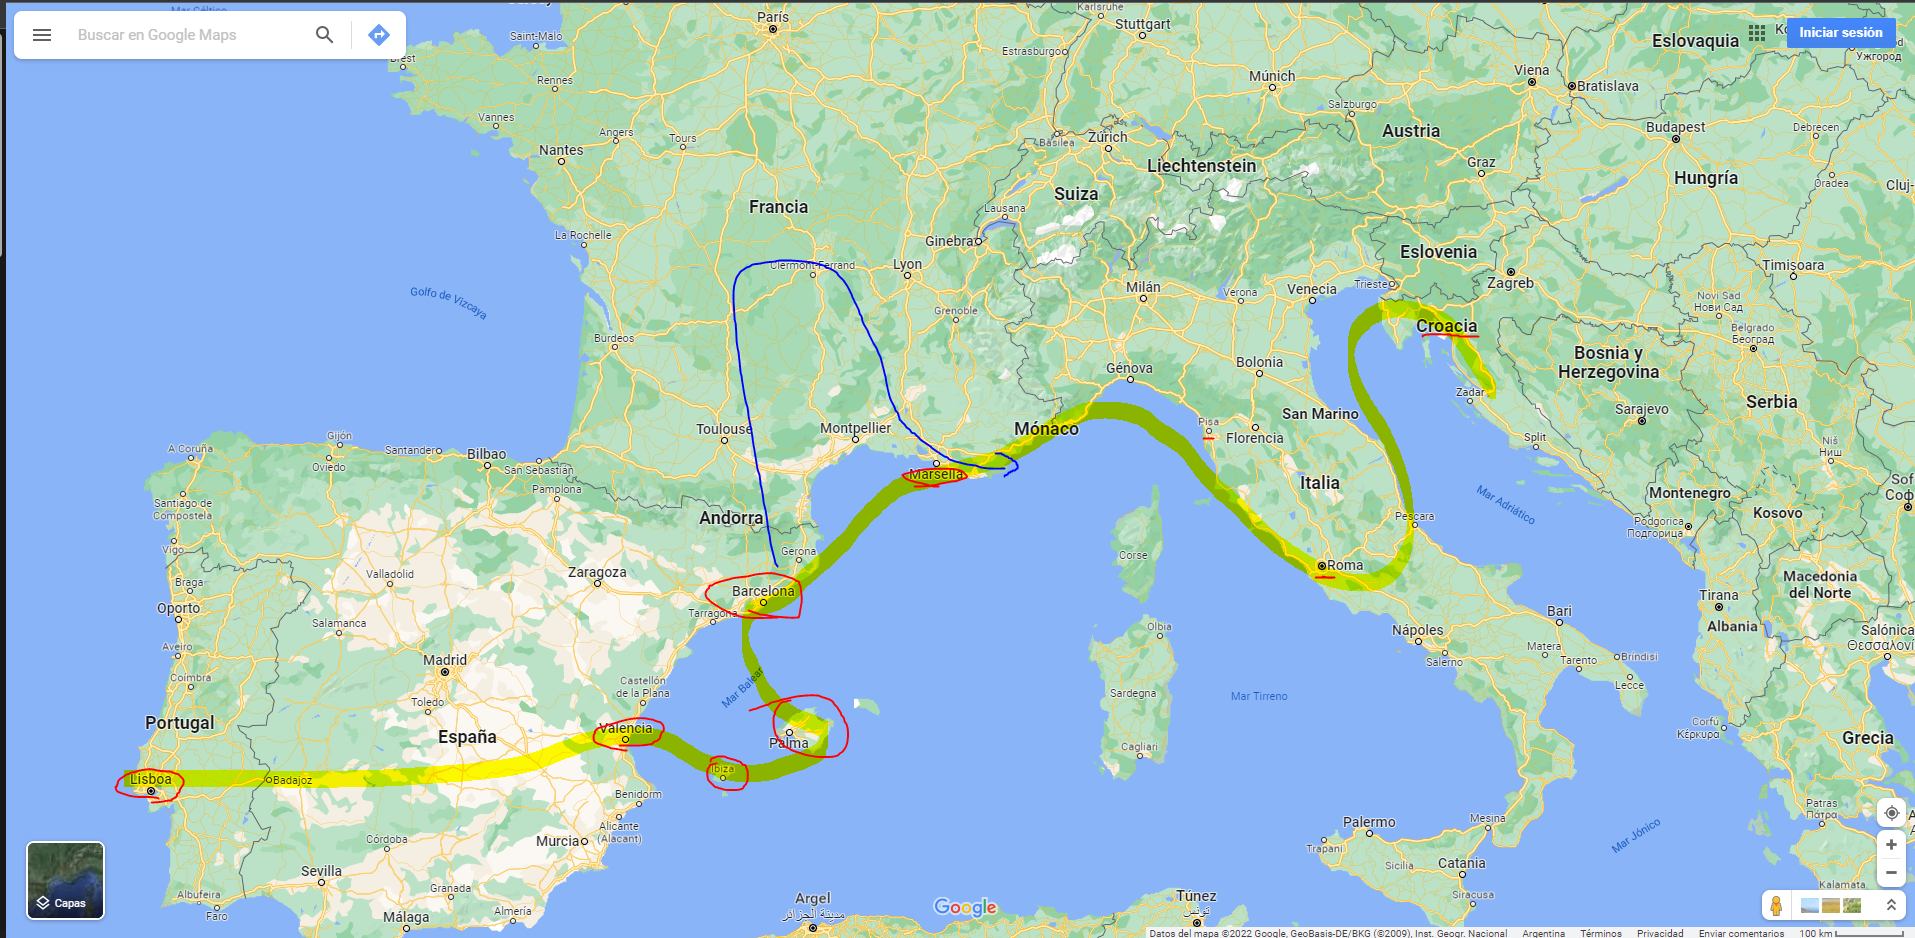 Mar Céltico
Buscar en Google Maps
Iniciar sesión
París
Karlsruhe
Stuttgart
Eslovaquia
Ужгород
Saint-Malo
Estrasburgo
Brest
Rennes
Múnich
Viena
Bratislava
Salzburgo
Vannes
Angers
Tours
Basilea
Zúrich
Austria
Budapest
Debrecen
Nantes
Liechtenstein
Graz
Hungría
Oradea
Cluj-
Suiza
Francia
Lausana
La Rochelle
Ginebra
Eslovenia
Clermont-Ferrand
Lyon
Timișoara
Golfo de Vizcaya
Milán
Verona
Venecia
Trieste
Zagreb
Novi Sad
Нови Сад
Grenoble
Croacia
Belgrado
Београд
Burdeos
Génova
Bolonia
Bosnia y
Herzegovina
Zadar
Serbia
San Marino
Sarajevo
Toulouse
Montpellier
Mónaco
Pisa
Florencia
Split
Niš
Ниш
A Coruña
Gijón
Oviedo
Santander
Bilbao
San Sebastián
Pamplona
Marsella
Italia
Mar Adriático
Montenegro
Kosovo
Sof
Соф
Santiago de
Compostela
Andorra
Pescara
Podgorica
Подгорица
Vigo
Gerona
Corse
Braga
Valladolid
Zaragoza
Roma
Macedonia
del Norte
Oporto
Barcelona
Tarragona
Tirana
Bari
Albania
Salamanca
Olbia
Nápoles
Salónica
Θεσσαλονίκ
Aveiro
Matera
Tarento
Brindisi
Salerno
Coimbra
Madrid
Castellón
de la Plana
Mar Balear
Lecce
Toledo
Sardegna
Mar Tirreno
Portugal
España
Valencia
Palma
Corfú
Κέρκυρα
Grecia
Cagliari
Lisboa
Badajoz
Ibiza
Benidorm
Patras
Πάτρα
Alicante
(Alacant)
Palermo
Mesina
Mar Jónico
Córdoba
Murcia
Trapani
Sicilia
Catania
Sevilla
Kalamata
Capas
Albufeira
Faro
Granada
Almería
Málaga
Argel
مدينة الجزائر
Google
Túnez
تونس
Siracusa
Datos del mapa ©2022 Google, GeoBasis-DE/BKG (©2009), Inst. Geogr. Nacional
Argentina
Términos
Privacidad
Enviar comentarios
100 km